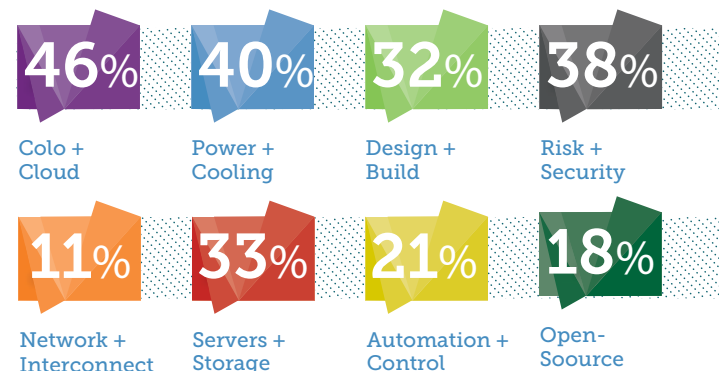 46% 40% 32% 38%
Colo + Power + Design + Risk +
Cloud Cooling Build Security
11% 33% 21% 18%
Network + Servers + Automation + Open-
Interconnect Storage Control Soource